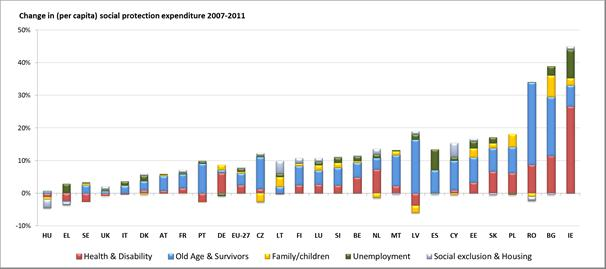 Change in (per capita) social protection expenditure 2007-2011
50%
40%
30%
20%
10%
0%
-10%
HU EL SE UK IT DK AT FR PT DE EU-27 CZ LT FI LU SI BE NL MT LV ES CY EE SK PL RO BG IE
Health & Disability Old Age & Survivors Family/children Unemployment Social exclusion & Housing